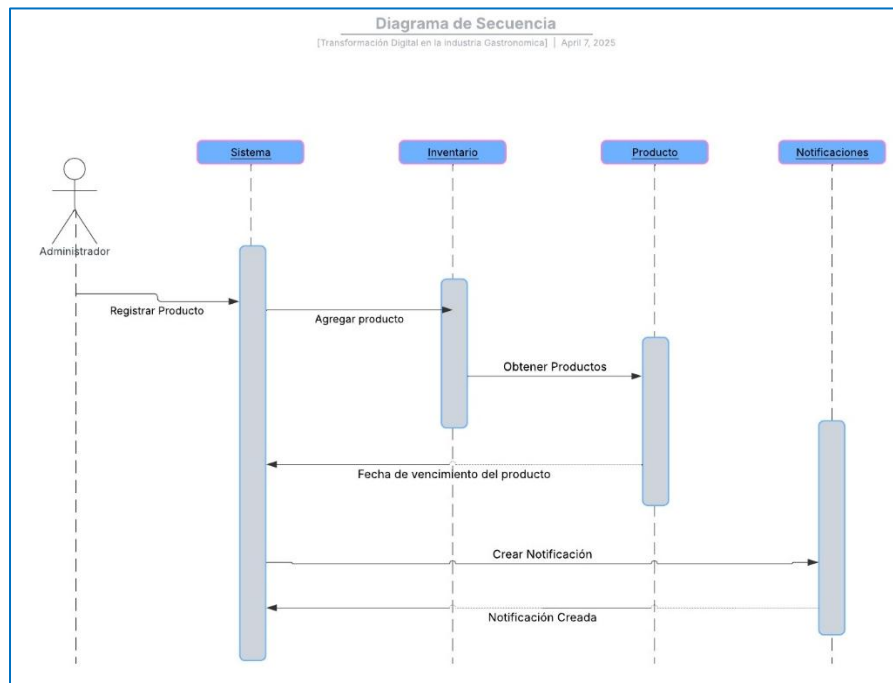 Diagrama de Secuencia
[Transformación Digital en la industria Gastronomica] | April 7, 2025
Sistema
Inventario
Producto
Notificaciones
Administrador
Registrar Producto
Agregar producto
Obtener Productos
Fecha de vencimiento del producto
Crear Notificación
Notificación Creada